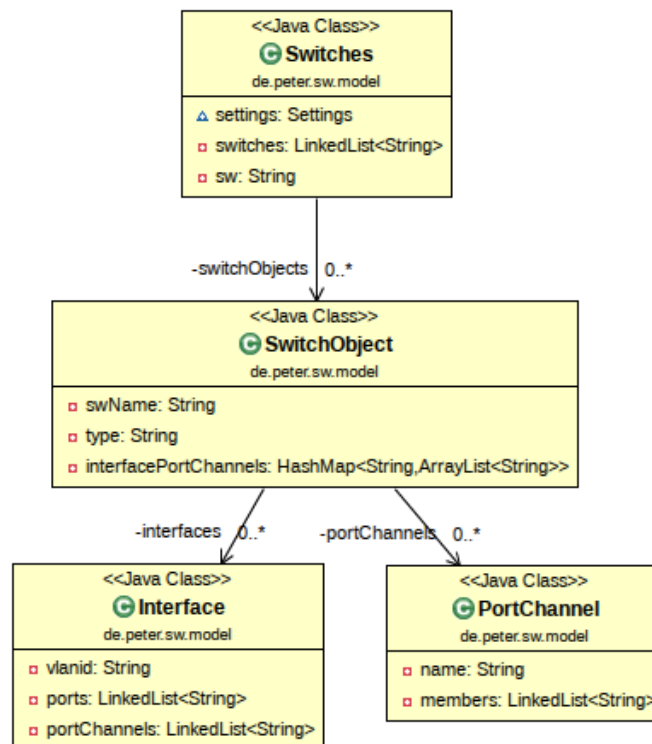 <<Java Class>>
Switches
de.peter.sw.model
settings: Settings
switches: LinkedList<String>
sw: String
-switchObjects 0..*
<<Java Class>>
SwitchObject
de.peter.sw.model
swName: String
type: String
interfacePortChannels: HashMap<String,ArrayList<String>>
-interfaces 0..*
-portChannels 0..*
<<Java Class>>
Interface
de.peter.sw.model
vlanid: String
ports: LinkedList<String>
portChannels: LinkedList<String>
<<Java Class>>
PortChannel
de.peter.sw.model
name: String
members: LinkedList<String>